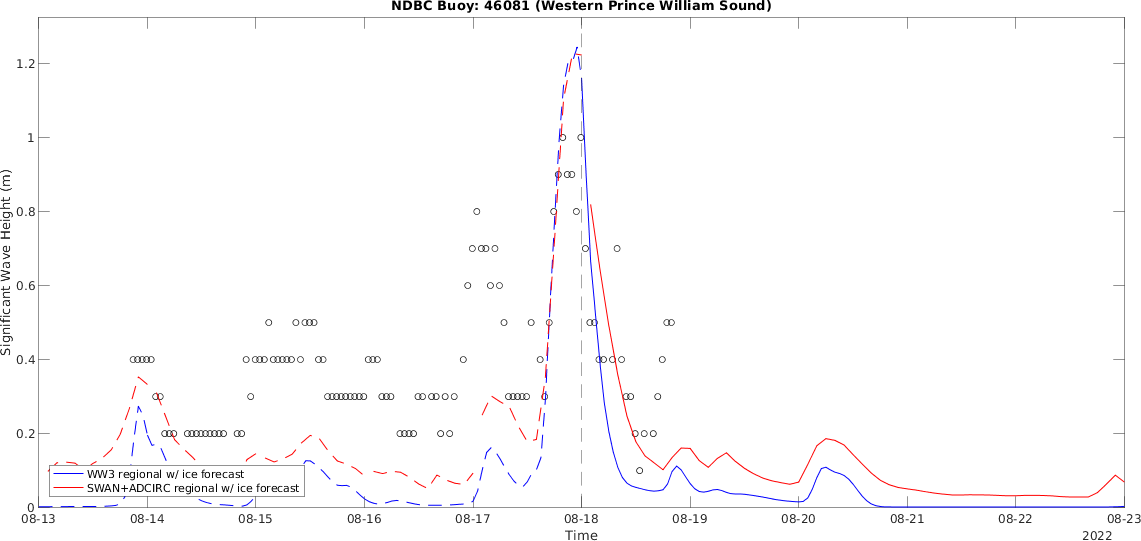 NDBC Buoy: 46081 (Western Prince William Sound)
Significant Wave Height (m)
1.2
1
0.8
0.6
0.4
0.2
0
WW3 regional w/ ice forecast
SWAN+ADCIRC regional w/ ice forecast
08-13 08-14 08-15 08-16 08-17 08-18 08-19 08-20 08-21 08-22 08-23
Time
2022